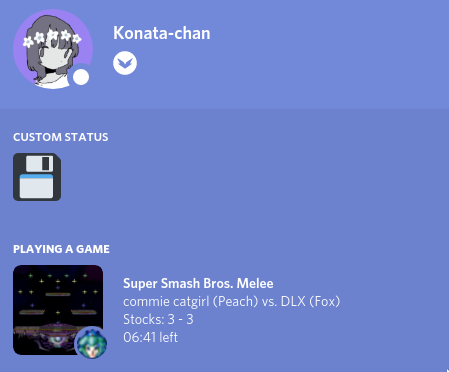 Konata-chan
CUSTOM STATUS
PLAYING A GAME
Super Smash Bros. Melee
commie catgirl (Peach) vs. DLX (Fox)
Stocks: 3 - 3
06:41 left